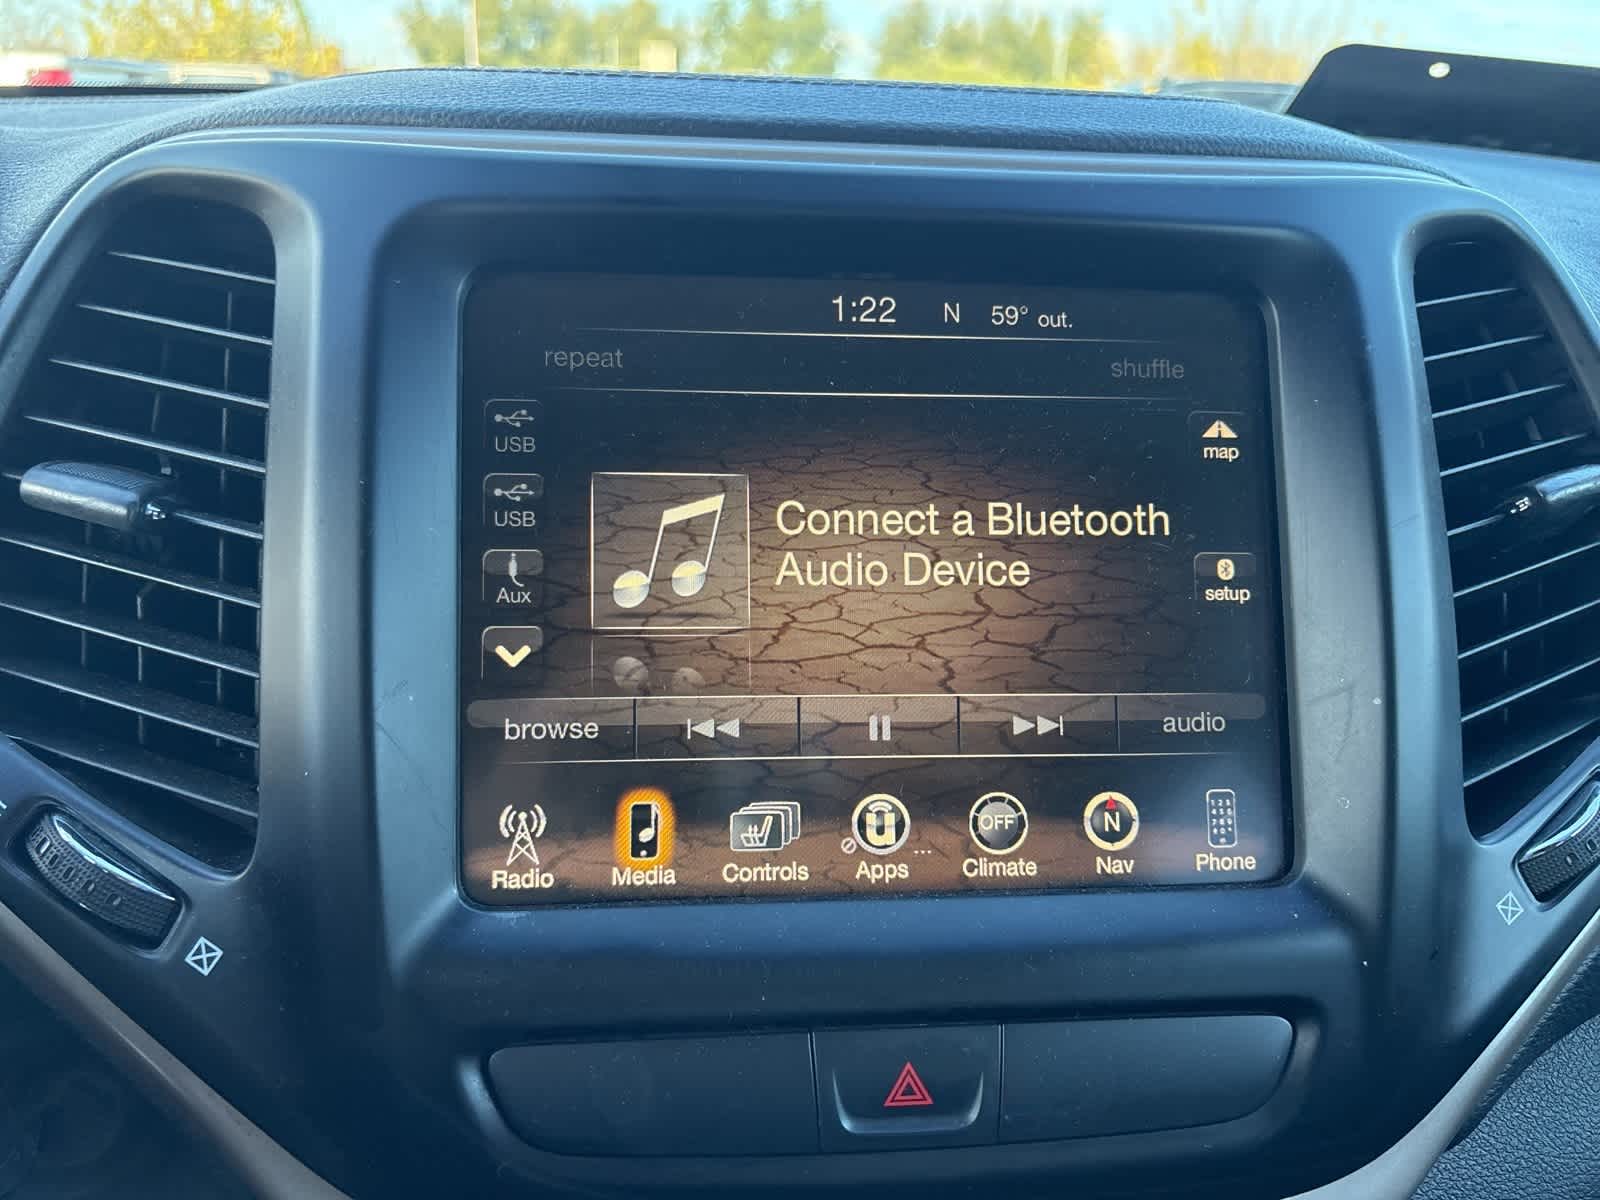 1:22 N 59° out.
repeat shuffle
USB
USB
Aux
map
Connect a Bluetooth
Audio Device
setup
browse audio
Radio
Media
Controls
U
Apps
...
OFF
Climate
N
Nav
Phone